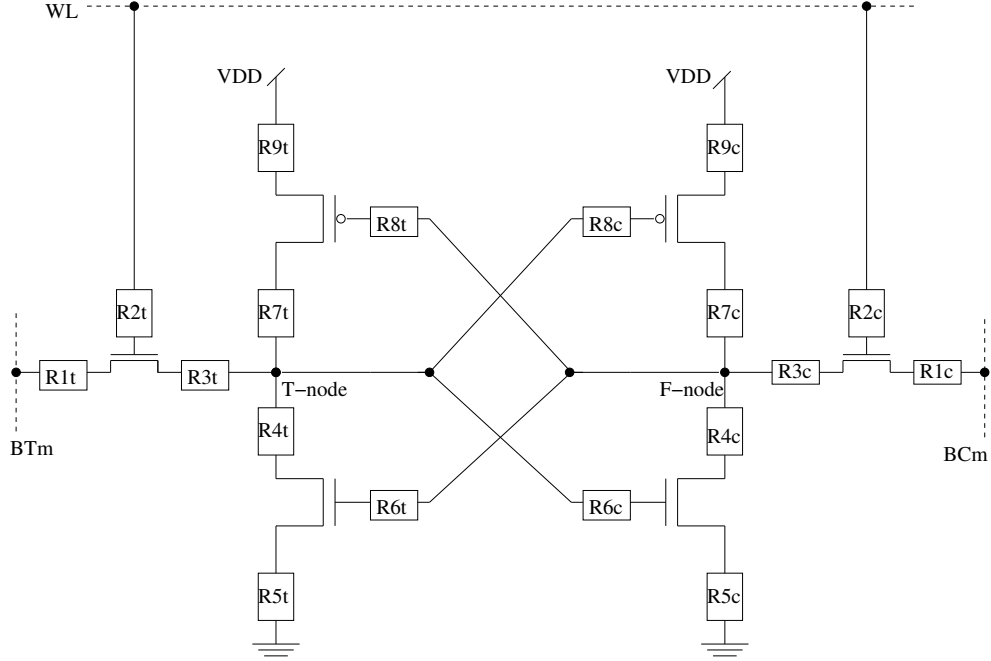 WL
VDD
VDD
R9t
R9c
R8t
R8c
R2t
R7t
R7c
R2c
R1t
R3t
R3c
R1c
T-node
F-node
BTm
R4t
R4c
BCm
R6t
R6c
R5t
R5c